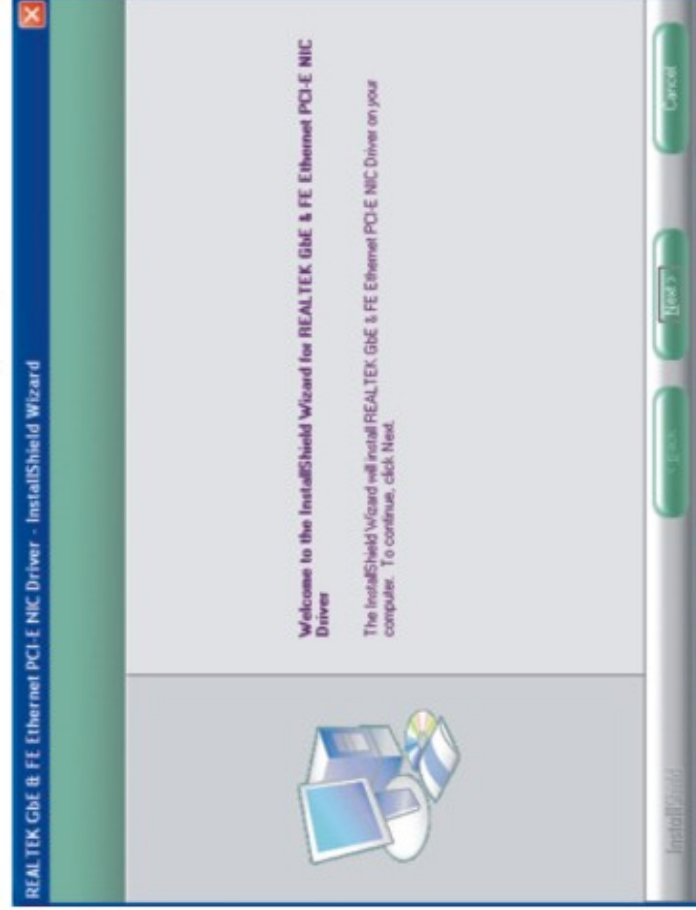 REALTEK GbE & FE Ethernet PCI-E NIC Driver - InstallShield Wizard
Welcome to the InstallShield Wizard for REALTEK GbE & FE Ethernet PCI-E NIC
Driver
The InstallShield Wizard will install REALTEK GbE & FE Ethernet PCI-E NIC Driver on your
computer. To continue, click Next.
InstallShield
< Back
Next >
Cancel